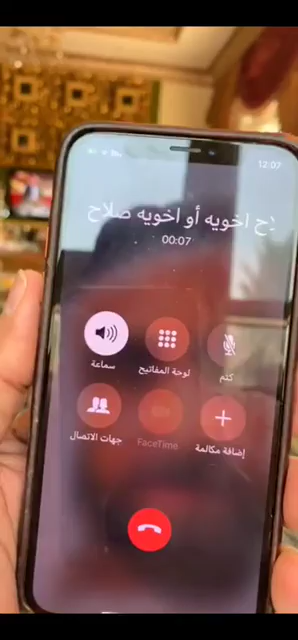 12:07
ح اخويه أو اخويه صلاح
00:07
كتم
لوحة المفاتيح
سماعة
إضافة مكالمة
FaceTime
جهات الاتصال